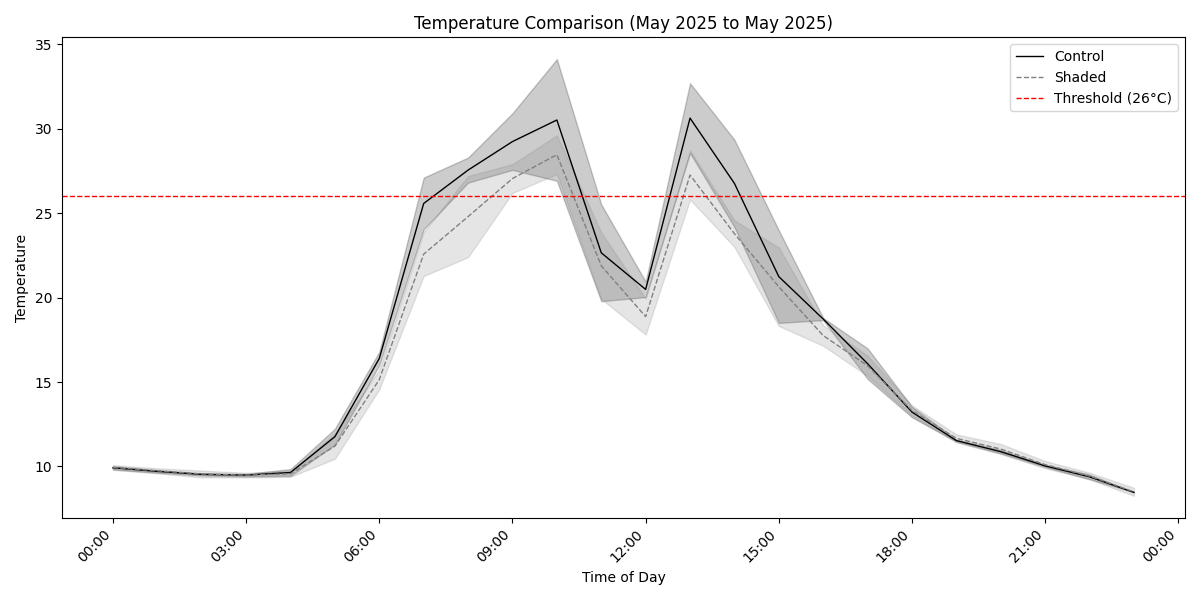 Temperature Comparison (May 2025 to May 2025)
Control
Shaded
Threshold (26°C)
Temperature
35
30
25
20
15
10
00:00
03:00
06:00
09:00
12:00
15:00
18:00
21:00
00:00
Time of Day